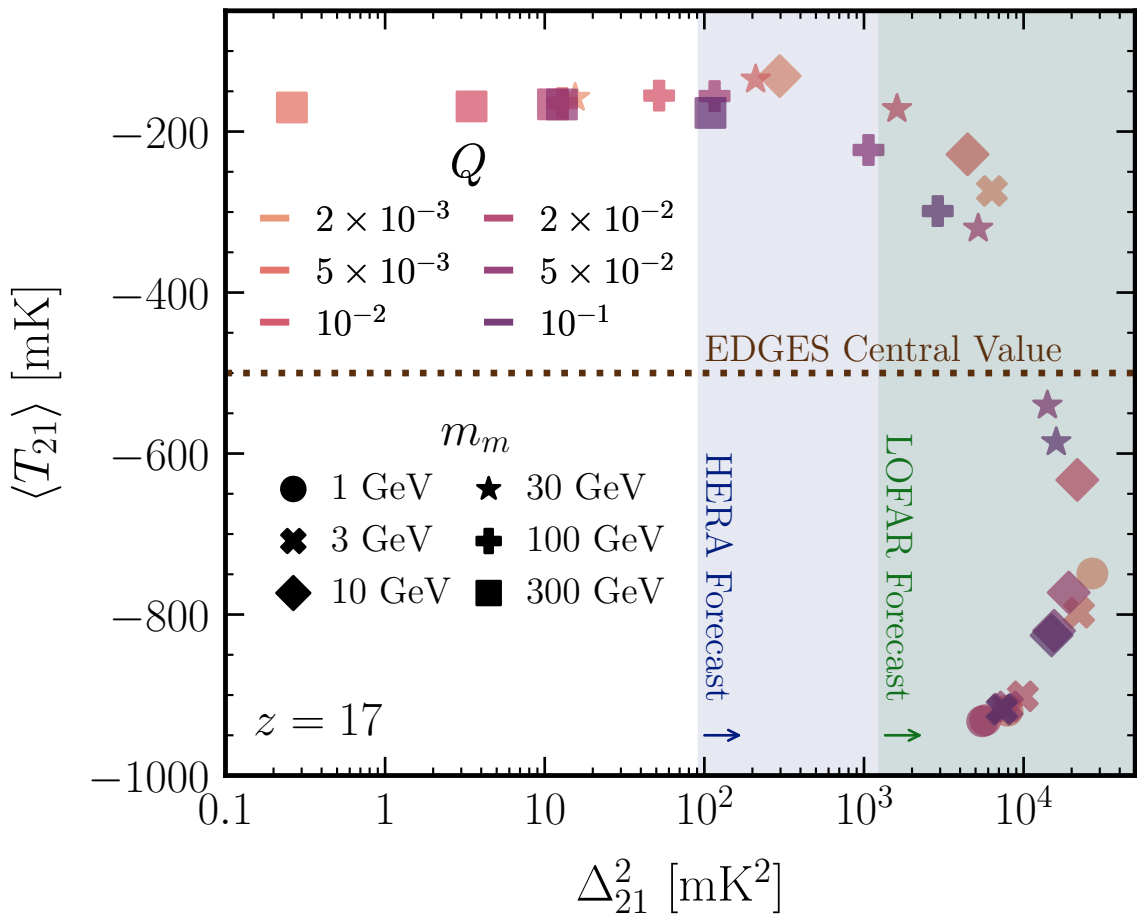 ⟨T₂₁⟩ [mK]
−200
−400
−600
−800
−1000
Q
2 × 10⁻³
2 × 10⁻²
5 × 10⁻³
5 × 10⁻²
10⁻²
10⁻¹
EDGES Central Value
mₘ
1 GeV
30 GeV
3 GeV
100 GeV
10 GeV
300 GeV
HERA Forecast
LOFAR Forecast
z = 17
0.1
1
10
10²
10³
10⁴
Δ²₂₁ [mK²]